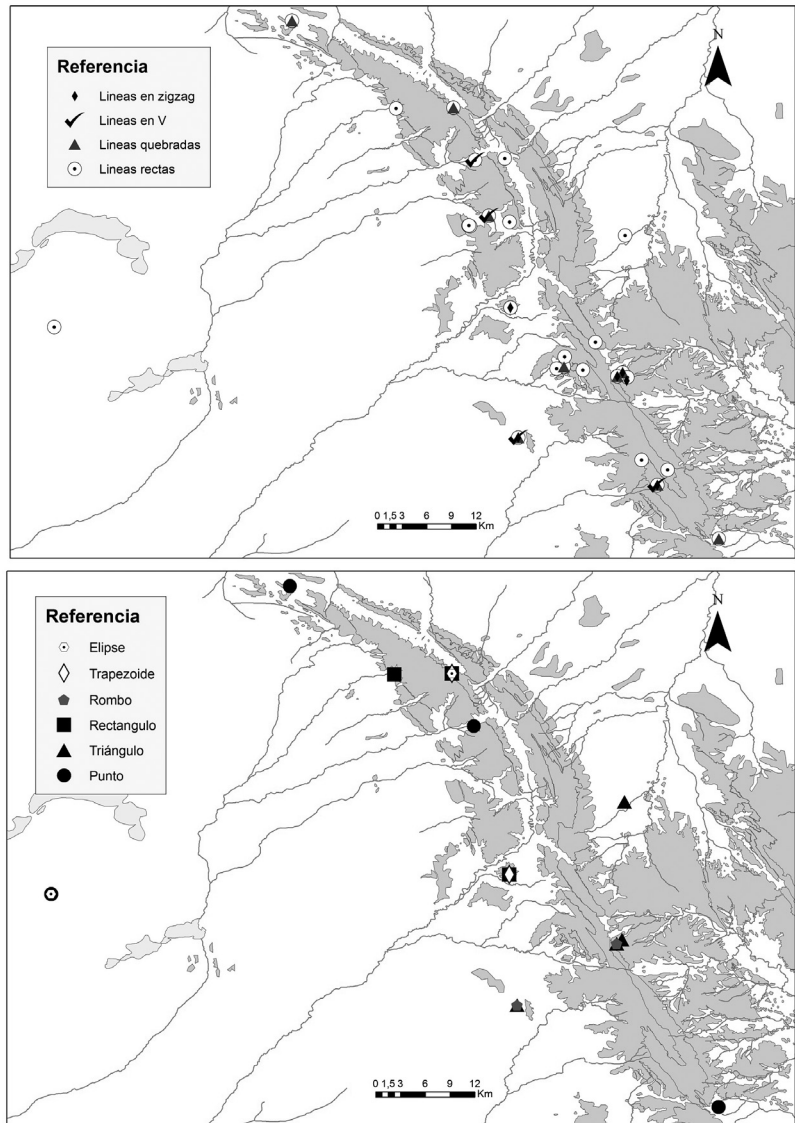 Referencia
Lineas en zigzag
Lineas en V
Lineas quebradas
Lineas rectas
N
0 1,5 3 6 9 12
Km
Referencia
Elipse
Trapezoide
Rombo
Rectangulo
Triángulo
Punto
N
0 1,5 3 6 9 12
Km